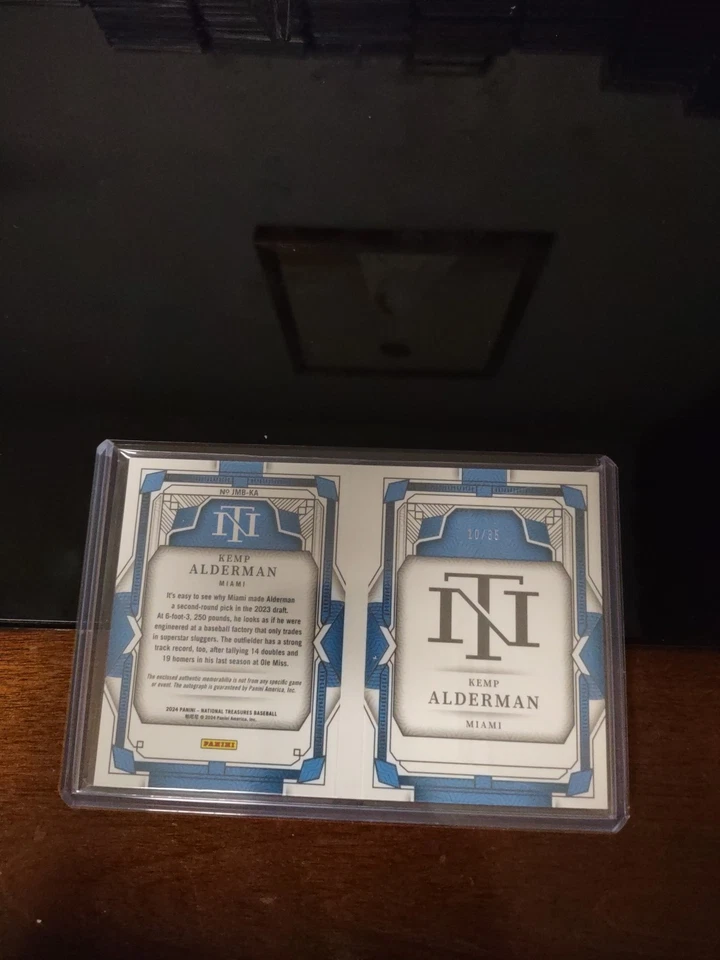 Nº JMB-KA
NT
KEMP
ALDERMAN
MIAMI
It's easy to see why Miami made Alderman
a second-round pick in the 2023 draft.
At 6-foot-3, 250 pounds, he looks as if he were
engineered at a baseball factory that only trades
in superstar sluggers. The outfielder has a strong
track record, too, after tallying 14 doubles and
19 homers in his last season at Ole Miss.
The enclosed authentic memorabilia is not from any specific game
or event. The autograph is guaranteed by Panini America, Inc.
2024 PANINI - NATIONAL TREASURES BASEBALL
© 2024 Panini America, Inc.
PANINI
10/35
NT
KEMP
ALDERMAN
MIAMI